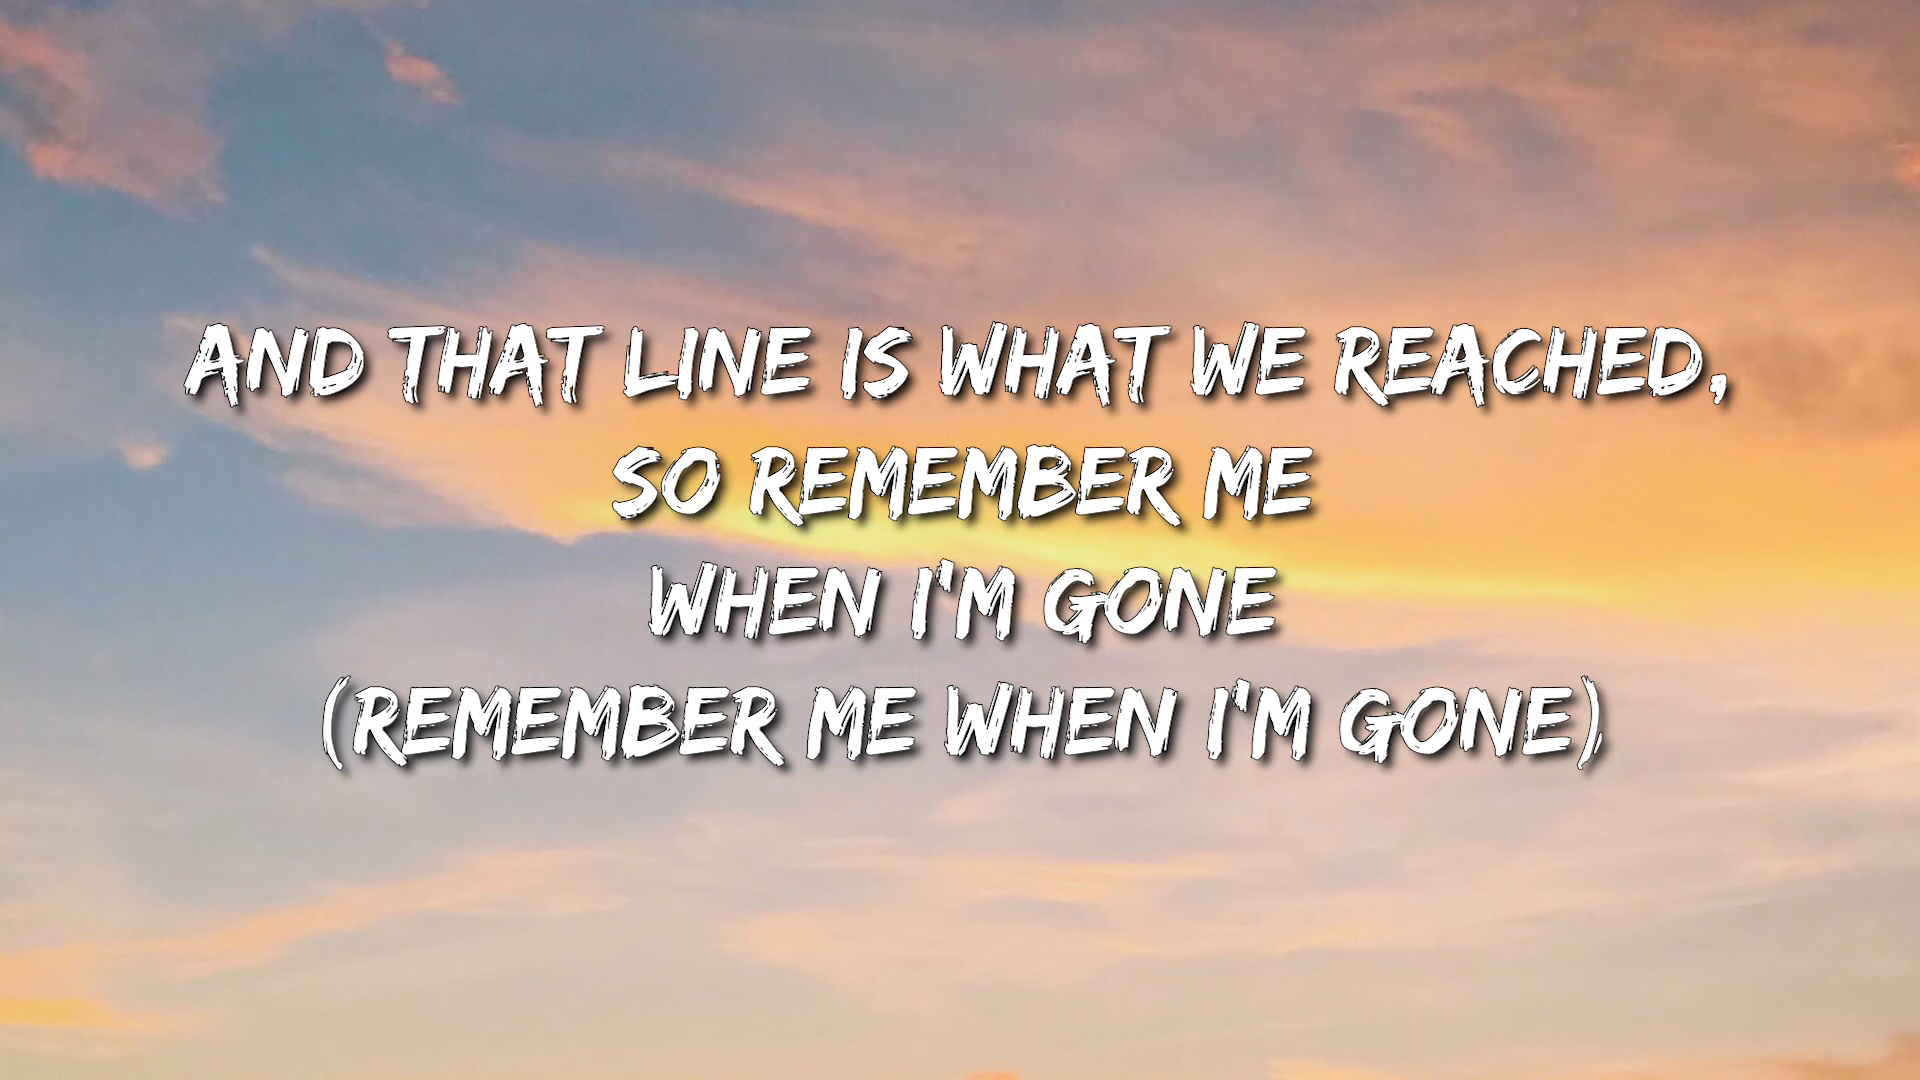 AND THAT LINE IS WHAT WE REACHED,
SO REMEMBER ME
WHEN I'M GONE
(REMEMBER ME WHEN I'M GONE)